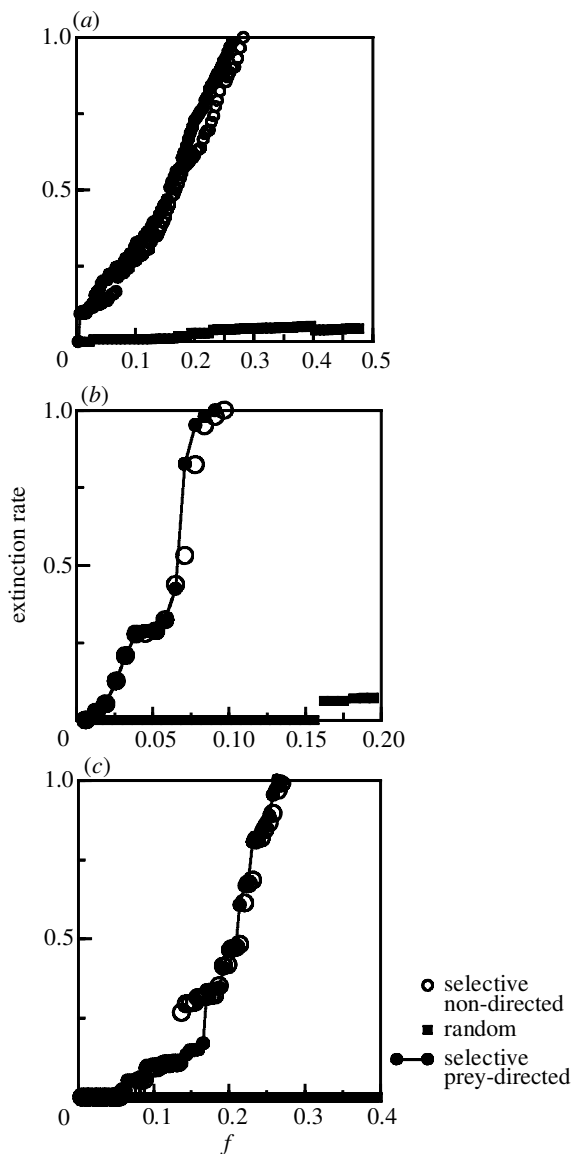 (a)
1.0
0.5
0 0.1 0.2 0.3 0.4 0.5
(b)
1.0
0.5
0 0.05 0.10 0.15 0.20
extinction rate
(c)
1.0
0.5
0 0.1 0.2 0.3 0.4
f
selective
non-directed
random
selective
prey-directed